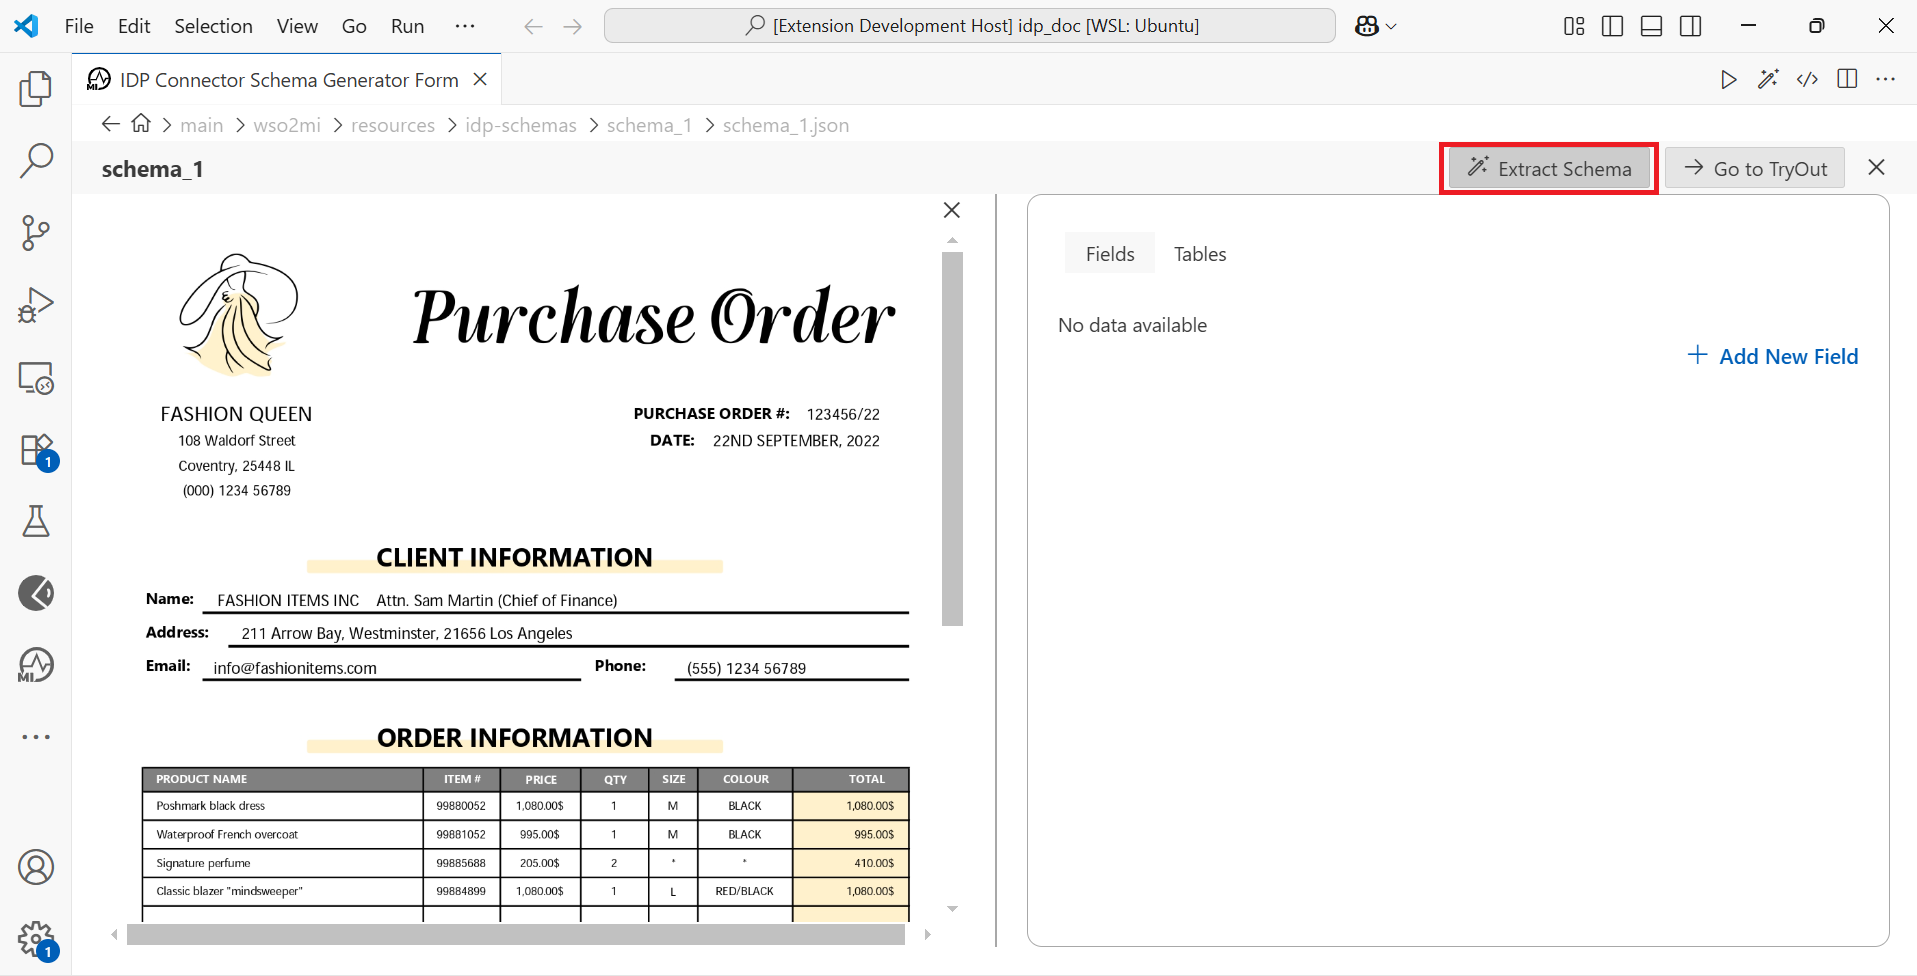 File Edit Selection View Go Run ···
[Extension Development Host] idp_doc [WSL: Ubuntu]
IDP Connector Schema Generator Form
main > wso2mi > resources > idp-schemas > schema_1 > schema_1.json
schema_1
Extract Schema
Go to TryOut
Fields Tables
No data available
Add New Field
Purchase Order
FASHION QUEEN
108 Waldorf Street
Coventry, 25448 IL
(000) 1234 56789
PURCHASE ORDER #: 123456/22
DATE: 22ND SEPTEMBER, 2022
CLIENT INFORMATION
Name: FASHION ITEMS INC Attn. Sam Martin (Chief of Finance)
Address: 211 Arrow Bay, Westminster, 21656 Los Angeles
Email: info@fashionitems.com Phone: (555) 1234 56789
ORDER INFORMATION
PRODUCT NAME ITEM # PRICE QTY SIZE COLOUR TOTAL
Poshmark black dress 99880052 1,080.00$ 1 M BLACK 1,080.00$
Waterproof French overcoat 99881052 995.00$ 1 M BLACK 995.00$
Signature perfume 99885688 205.00$ 2 * * 410.00$
Classic blazer "mindsweeper" 99884899 1,080.00$ 1 L RED/BLACK 1,080.00$
1
MI
1